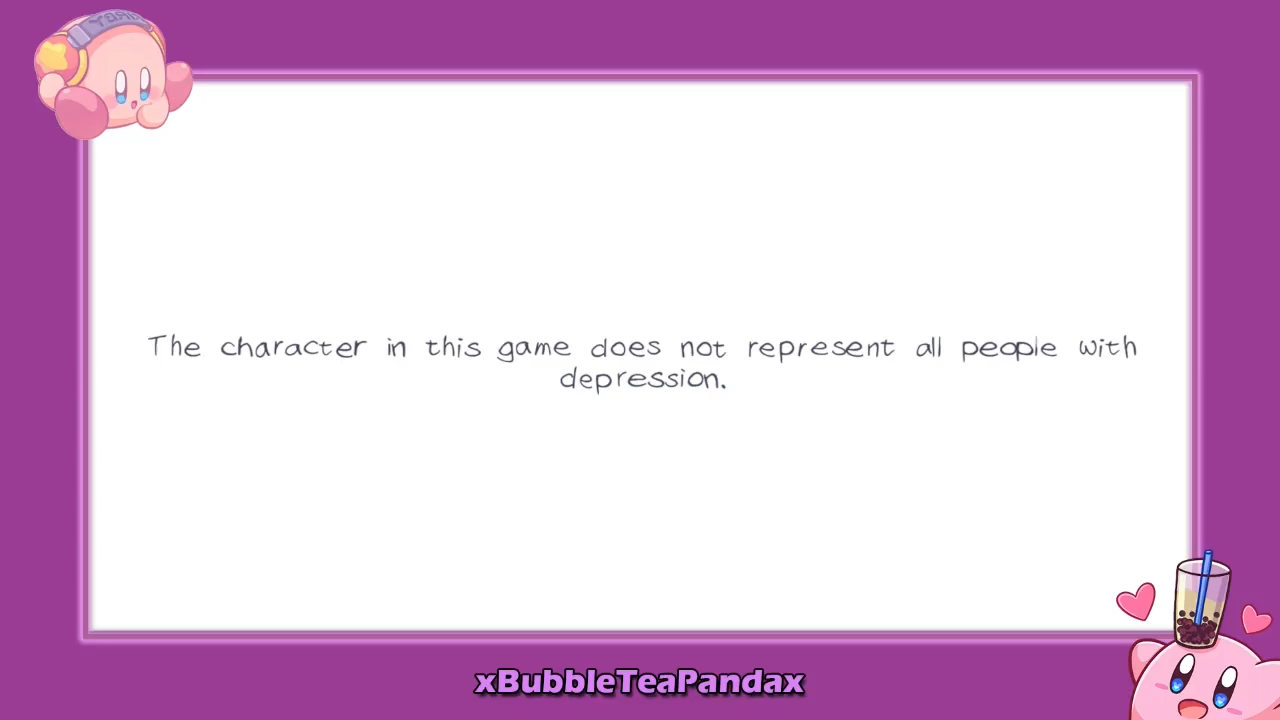 The character in this game does not represent all people with
depression.
xBubbleTeaPandax